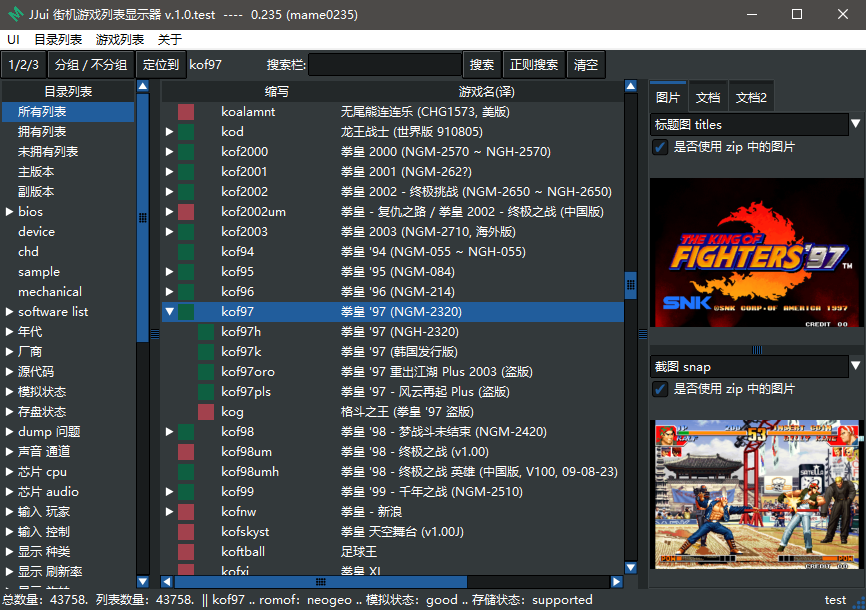 JJui 街机游戏列表显示器 v.1.0.test ---- 0.235 (mame0235)
UI 目录列表 游戏列表 关于
1/2/3 分组 / 不分组 定位到 kof97 搜索栏: 搜索 正则搜索 清空
目录列表
所有列表
拥有列表
未拥有列表
主版本
副版本
bios
device
chd
sample
mechanical
software list
年代
厂商
源代码
模拟状态
存盘状态
dump 问题
声音 通道
芯片 cpu
芯片 audio
输入 玩家
输入 控制
显示 种类
显示 刷新率
缩写 游戏名(译)
koalamnt 无尾熊连连乐 (CHG1573, 美版)
kod 龙王战士 (世界版 910805)
kof2000 拳皇 2000 (NGM-2570 ~ NGH-2570)
kof2001 拳皇 2001 (NGM-262?)
kof2002 拳皇 2002 - 终极挑战 (NGM-2650 ~ NGH-2650)
kof2002um 拳皇 - 复仇之路 / 拳皇 2002 - 终极之战 (中国版)
kof2003 拳皇 2003 (NGM-2710, 海外版)
kof94 拳皇 '94 (NGM-055 ~ NGH-055)
kof95 拳皇 '95 (NGM-084)
kof96 拳皇 '96 (NGM-214)
kof97 拳皇 '97 (NGM-2320)
kof97h 拳皇 '97 (NGH-2320)
kof97k 拳皇 '97 (韩国发行版)
kof97oro 拳皇 '97 重出江湖 Plus 2003 (盗版)
kof97pls 拳皇 '97 - 风云再起 Plus (盗版)
kog 格斗之王 (拳皇 '97 盗版)
kof98 拳皇 '98 - 梦战斗未结束 (NGM-2420)
kof98um 拳皇 '98 - 终极之战 (v1.00)
kof98umh 拳皇 '98 - 终极之战 英雄 (中国版, V100, 09-08-23)
kof99 拳皇 '99 - 千年之战 (NGM-2510)
kofnw 拳皇 - 新浪
kofskyst 拳皇 天空舞台 (v1.00J)
koftball 足球王
kofxi 拳皇 XI
图片 文档 文档2
标题图 titles
是否使用 zip 中的图片
THE KING OF
FIGHTERS '97 TM
SNK ©SNK CORP.OF AMERICA 1997
CREDIT 00
截图 snap
是否使用 zip 中的图片
53
CREDIT 00
总数量: 43758. 列表数量: 43758. || kof97 .. romof: neogeo .. 模拟状态: good .. 存储状态: supported
test